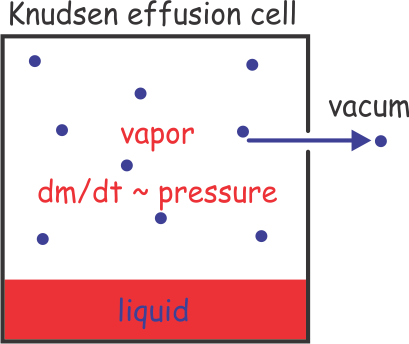 Knudsen effusion cell
vacum
vapor
dm/dt ~ pressure
liquid